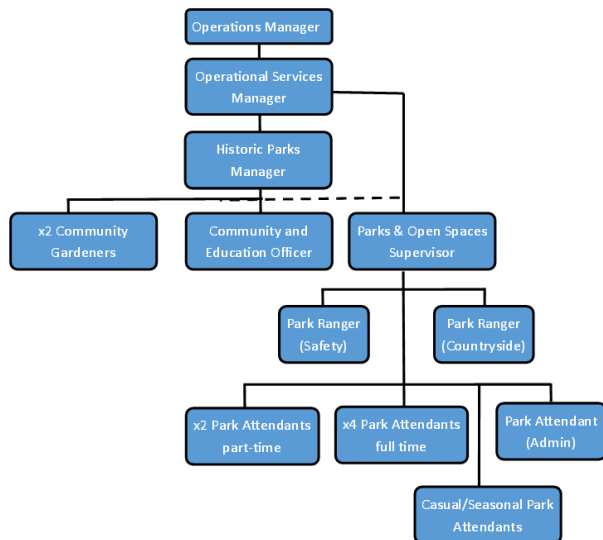 Operations Manager
Operational Services
Manager
Historic Parks
Manager
x2 Community
Gardeners
Community and
Education Officer
Parks & Open Spaces
Supervisor
Park Ranger
(Safety)
Park Ranger
(Countryside)
x2 Park Attendants
part-time
x4 Park Attendants
full time
Park Attendant
(Admin)
Casual/Seasonal Park
Attendants